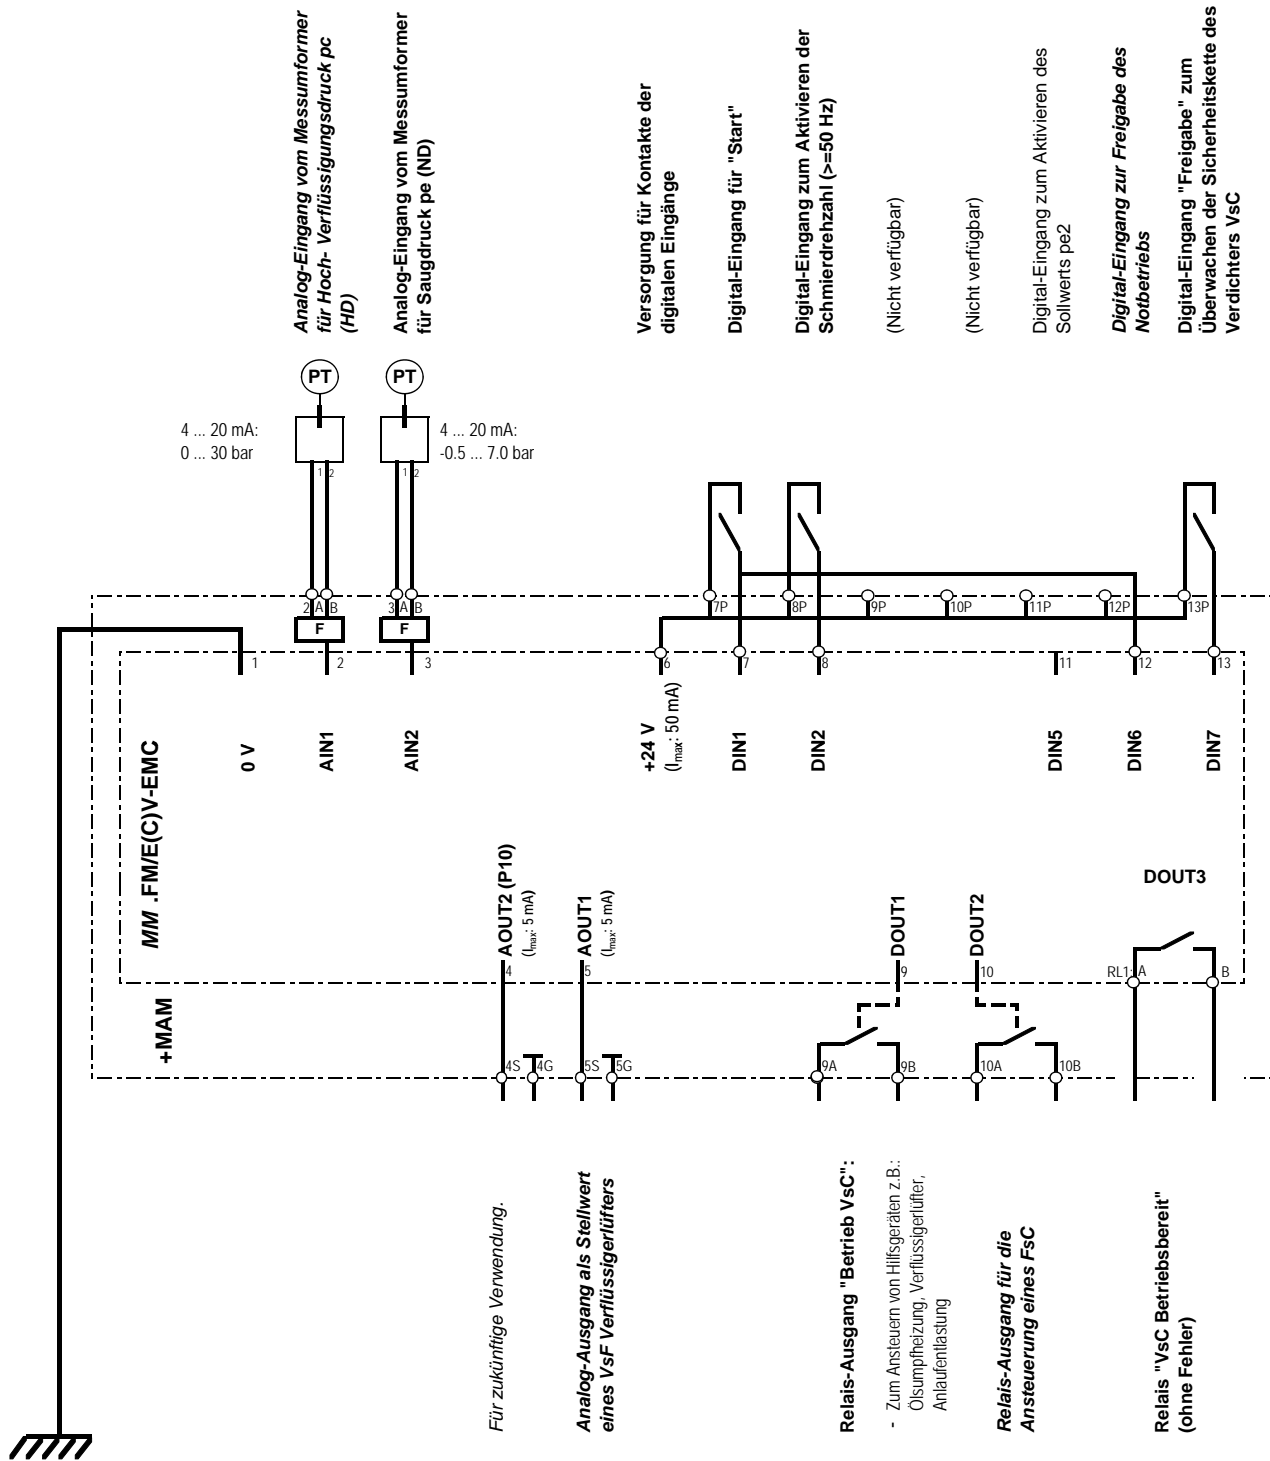 Analog-Eingang vom Messumformer
für Hoch- Verflüssigungsdruck pc
(HD)
Analog-Eingang vom Messumformer
für Saugdruck pe (ND)
Versorgung für Kontakte der
digitalen Eingänge
Digital-Eingang für "Start"
Digital-Eingang zum Aktivieren der
Schmierdrehzahl (>=50 Hz)
(Nicht verfügbar)
(Nicht verfügbar)
Digital-Eingang zum Aktivieren des
Sollwerts pe2
Digital-Eingang zur Freigabe des
Notbetriebs
Digital-Eingang "Freigabe" zum
Überwachen der Sicherheitskette des
Verdichters VsC
PT
PT
4 ... 20 mA:
0 ... 30 bar
4 ... 20 mA:
-0.5 ... 7.0 bar
1 2
1 2
2 A B
3 A B
F
F
7P
8P
9P
10P
11P
12P
13P
1
2
3
6
7
8
11
12
13
MM .FM/E(C)V-EMC
0 V
AIN1
AIN2
+24 V
(Imax: 50 mA)
DIN1
DIN2
DIN5
DIN6
DIN7
+MAM
AOUT2 (P10)
(Imax: 5 mA)
AOUT1
(Imax: 5 mA)
DOUT1
DOUT2
DOUT3
4
5
9
10
RL1: A
B
4S
4G
5S
5G
9A
9B
10A
10B
Für zukünftige Verwendung.
Analog-Ausgang als Stellwert
eines VsF Verflüssigerlüfters
Relais-Ausgang "Betrieb VsC":
- Zum Ansteuern von Hilfsgeräten z.B.:
Ölsumpfheizung, Verflüssigerlüfter,
Anlaufentlastung
Relais-Ausgang für die
Ansteuerung eines FsC
Relais "VsC Betriebsbereit"
(ohne Fehler)